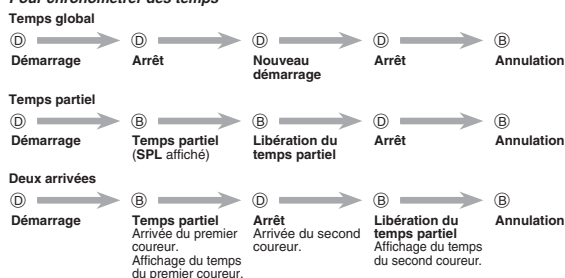 Pour chronométrer des temps
Temps global
Ⓓ Ⓓ Ⓓ Ⓓ Ⓑ
Démarrage Arrêt Nouveau démarrage Arrêt Annulation
Temps partiel
Ⓓ Ⓑ Ⓑ Ⓓ Ⓑ
Démarrage Temps partiel (SPL affiché) Libération du temps partiel Arrêt Annulation
Deux arrivées
Ⓓ Ⓑ Ⓓ Ⓑ Ⓑ
Démarrage Temps partiel Arrivée du premier coureur. Affichage du temps du premier coureur. Arrêt Arrivée du second coureur. Libération du temps partiel Affichage du temps du second coureur. Annulation